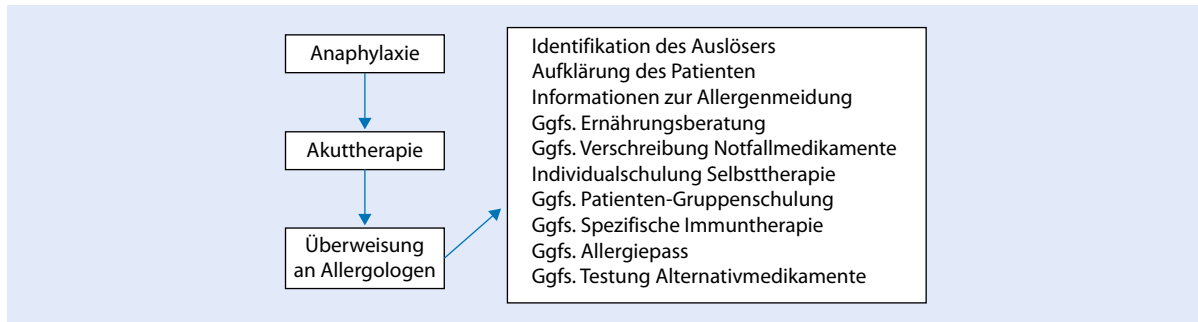 Anaphylaxie
Akuttherapie
Überweisung
an Allergologen
Identifikation des Auslösers
Aufklärung des Patienten
Informationen zur Allergenmeidung
Ggfs. Ernährungsberatung
Ggfs. Verschreibung Notfallmedikamente
Individualschulung Selbsttherapie
Ggfs. Patienten-Gruppenschulung
Ggfs. Spezifische Immuntherapie
Ggfs. Allergiepass
Ggfs. Testung Alternativmedikamente